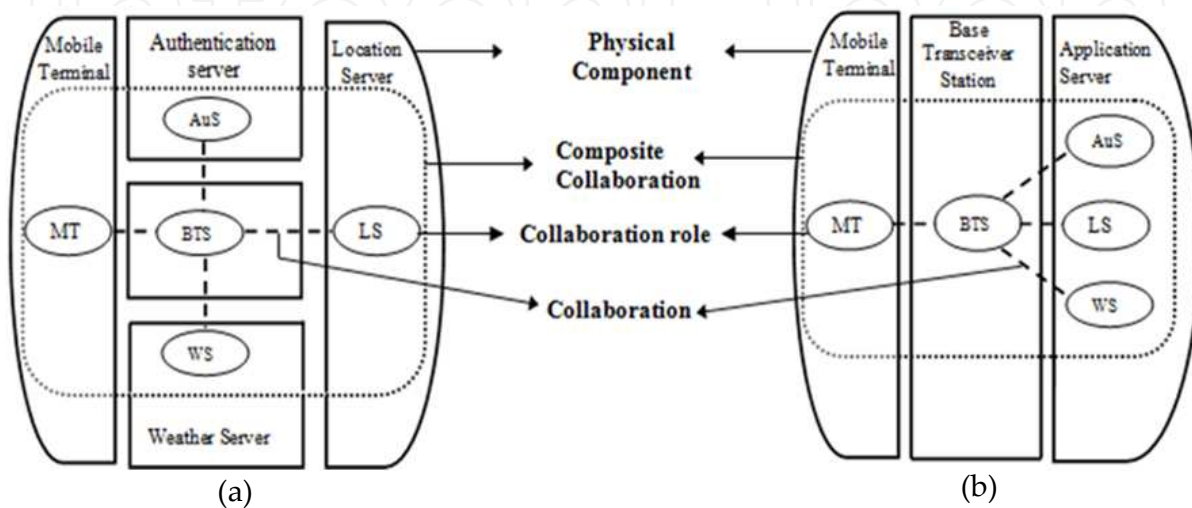 Mobile
Terminal
Authentication
server
Location
Server
AuS
MT
BTS
LS
WS
Weather Server
(a)
Physical
Component
Composite
Collaboration
Collaboration role
Collaboration
Mobile
Terminal
Base
Transceiver
Station
Application
Server
AuS
MT
BTS
LS
WS
(b)